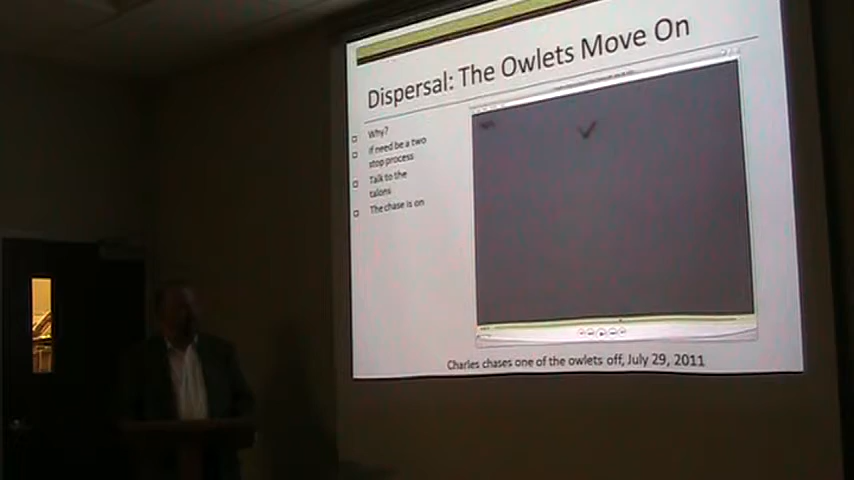 Dispersal: The Owlets Move On
Why?
If need be a two
stop process
Talk to the
talons
The chase is on
Charles chases one of the owlets off, July 29, 2011